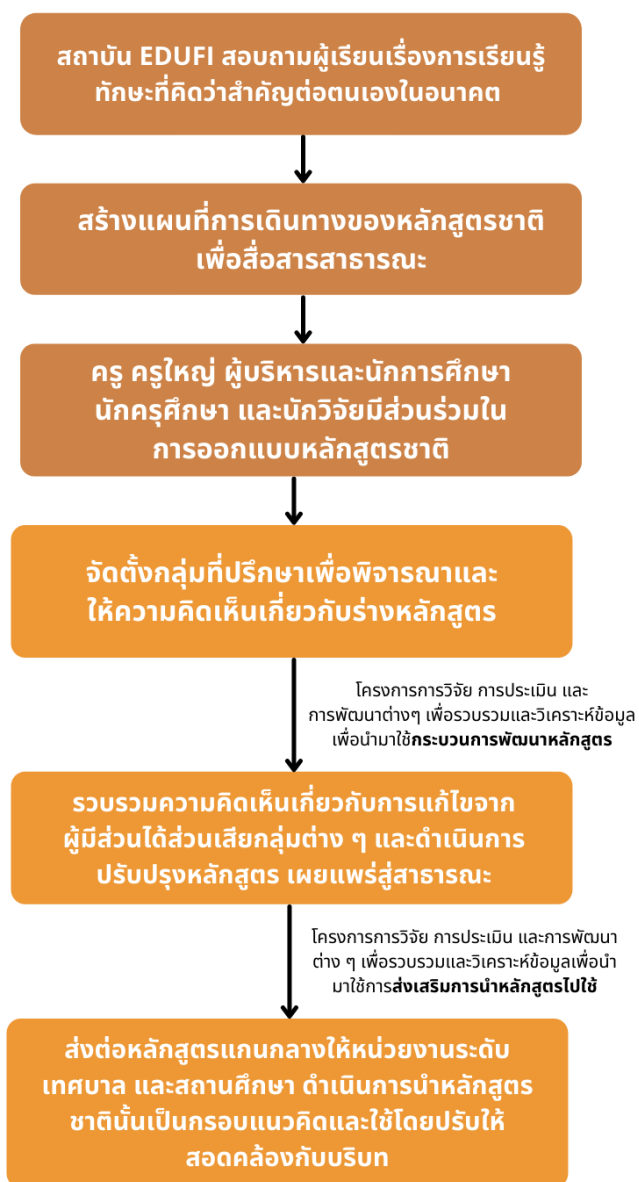 สถาบัน EDUFI สอบถามผู้เรียนเรื่องการเรียนรู้
ทักษะที่คิดว่าสำคัญต่อตนเองในอนาคต
สร้างแผนที่การเดินทางของหลักสูตรชาติ
เพื่อสื่อสารสาธารณะ
ครู ครูใหญ่ ผู้บริหารและนักการศึกษา
นักครุศึกษา และนักวิจัยมีส่วนร่วมใน
การออกแบบหลักสูตรชาติ
จัดตั้งกลุ่มที่ปรึกษาเพื่อพิจารณาและ
ให้ความคิดเห็นเกี่ยวกับร่างหลักสูตร
โครงการการวิจัย การประเมิน และ
การพัฒนาต่างๆ เพื่อรวบรวมและวิเคราะห์ข้อมูล
เพื่อนำมาใช้กระบวนการพัฒนาหลักสูตร
รวบรวมความคิดเห็นเกี่ยวกับการแก้ไขจาก
ผู้มีส่วนได้ส่วนเสียกลุ่มต่าง ๆ และดำเนินการ
ปรับปรุงหลักสูตร เผยแพร่สู่สาธารณะ
โครงการการวิจัย การประเมิน และการพัฒนา
ต่าง ๆ เพื่อรวบรวมและวิเคราะห์ข้อมูลเพื่อนำ
มาใช้การส่งเสริมการนำหลักสูตรไปใช้
ส่งต่อหลักสูตรแกนกลางให้หน่วยงานระดับ
เทศบาล และสถานศึกษา ดำเนินการนำหลักสูตร
ชาตินั้นเป็นกรอบแนวคิดและใช้โดยปรับให้
สอดคล้องกับบริบท